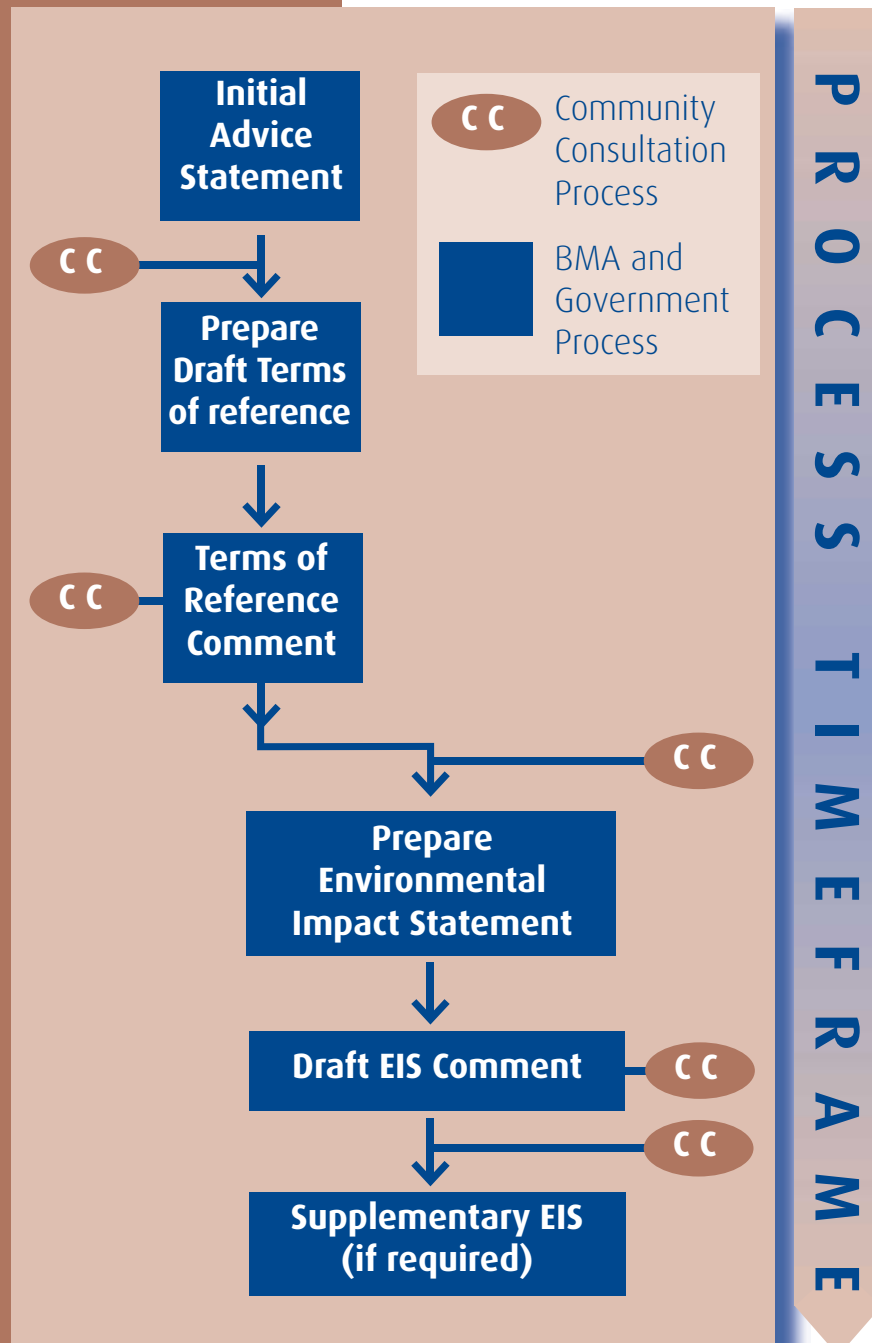 Initial
Advice
Statement
C C
Community
Consultation
Process
BMA and
Government
Process
C C
Prepare
Draft Terms
of reference
C C
Terms of
Reference
Comment
C C
Prepare
Environmental
Impact Statement
Draft EIS Comment
C C
C C
Supplementary EIS
(if required)
PROCESS TIMEFRAME